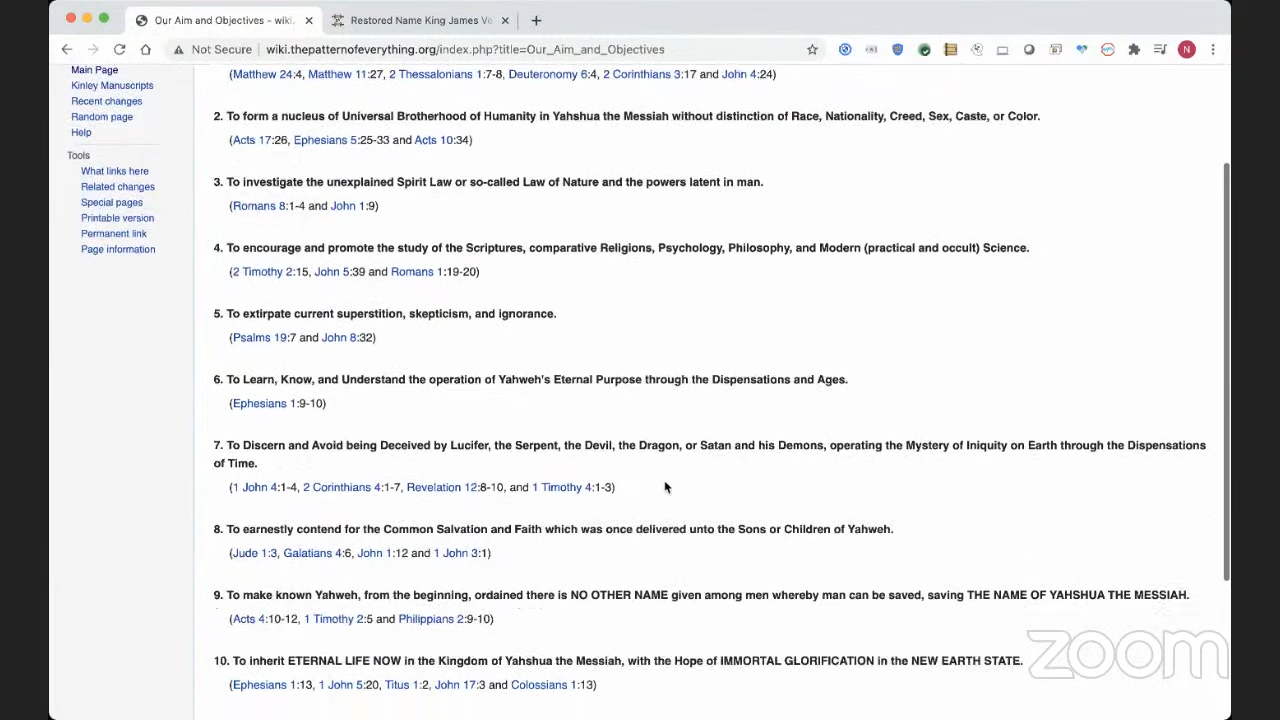 Our Aim and Objectives - wiki.
Restored Name King James Ve
Not Secure | wiki.thepatternofeverything.org/index.php?title=Our_Aim_and_Objectives
N
Main Page
Kinley Manuscripts
Recent changes
Random page
Help
Tools
What links here
Related changes
Special pages
Printable version
Permanent link
Page information
(Matthew 24:4, Matthew 11:27, 2 Thessalonians 1:7-8, Deuteronomy 6:4, 2 Corinthians 3:17 and John 4:24)
2. To form a nucleus of Universal Brotherhood of Humanity in Yahshua the Messiah without distinction of Race, Nationality, Creed, Sex, Caste, or Color.
(Acts 17:26, Ephesians 5:25-33 and Acts 10:34)
3. To investigate the unexplained Spirit Law or so-called Law of Nature and the powers latent in man.
(Romans 8:1-4 and John 1:9)
4. To encourage and promote the study of the Scriptures, comparative Religions, Psychology, Philosophy, and Modern (practical and occult) Science.
(2 Timothy 2:15, John 5:39 and Romans 1:19-20)
5. To extirpate current superstition, skepticism, and ignorance.
(Psalms 19:7 and John 8:32)
6. To Learn, Know, and Understand the operation of Yahweh's Eternal Purpose through the Dispensations and Ages.
(Ephesians 1:9-10)
7. To Discern and Avoid being Deceived by Lucifer, the Serpent, the Devil, the Dragon, or Satan and his Demons, operating the Mystery of Iniquity on Earth through the Dispensations
of Time.
(1 John 4:1-4, 2 Corinthians 4:1-7, Revelation 12:8-10, and 1 Timothy 4:1-3)
8. To earnestly contend for the Common Salvation and Faith which was once delivered unto the Sons or Children of Yahweh.
(Jude 1:3, Galatians 4:6, John 1:12 and 1 John 3:1)
9. To make known Yahweh, from the beginning, ordained there is NO OTHER NAME given among men whereby man can be saved, saving THE NAME OF YAHSHUA THE MESSIAH.
(Acts 4:10-12, 1 Timothy 2:5 and Philippians 2:9-10)
10. To inherit ETERNAL LIFE NOW in the Kingdom of Yahshua the Messiah, with the Hope of IMMORTAL GLORIFICATION in the NEW EARTH STATE.
(Ephesians 1:13, 1 John 5:20, Titus 1:2, John 17:3 and Colossians 1:13)
zoom